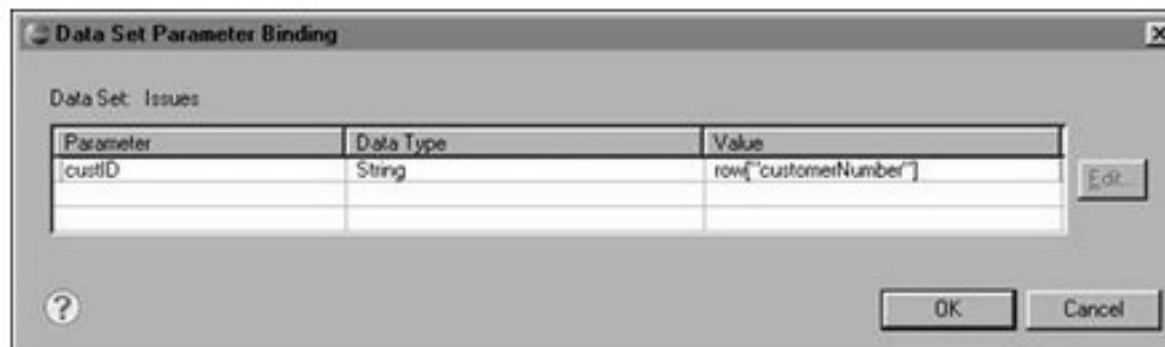 Data Set Parameter Binding
Data Set: Issues
Parameter Data Type Value
custID String row["customerNumber"]
Edit...
? OK Cancel